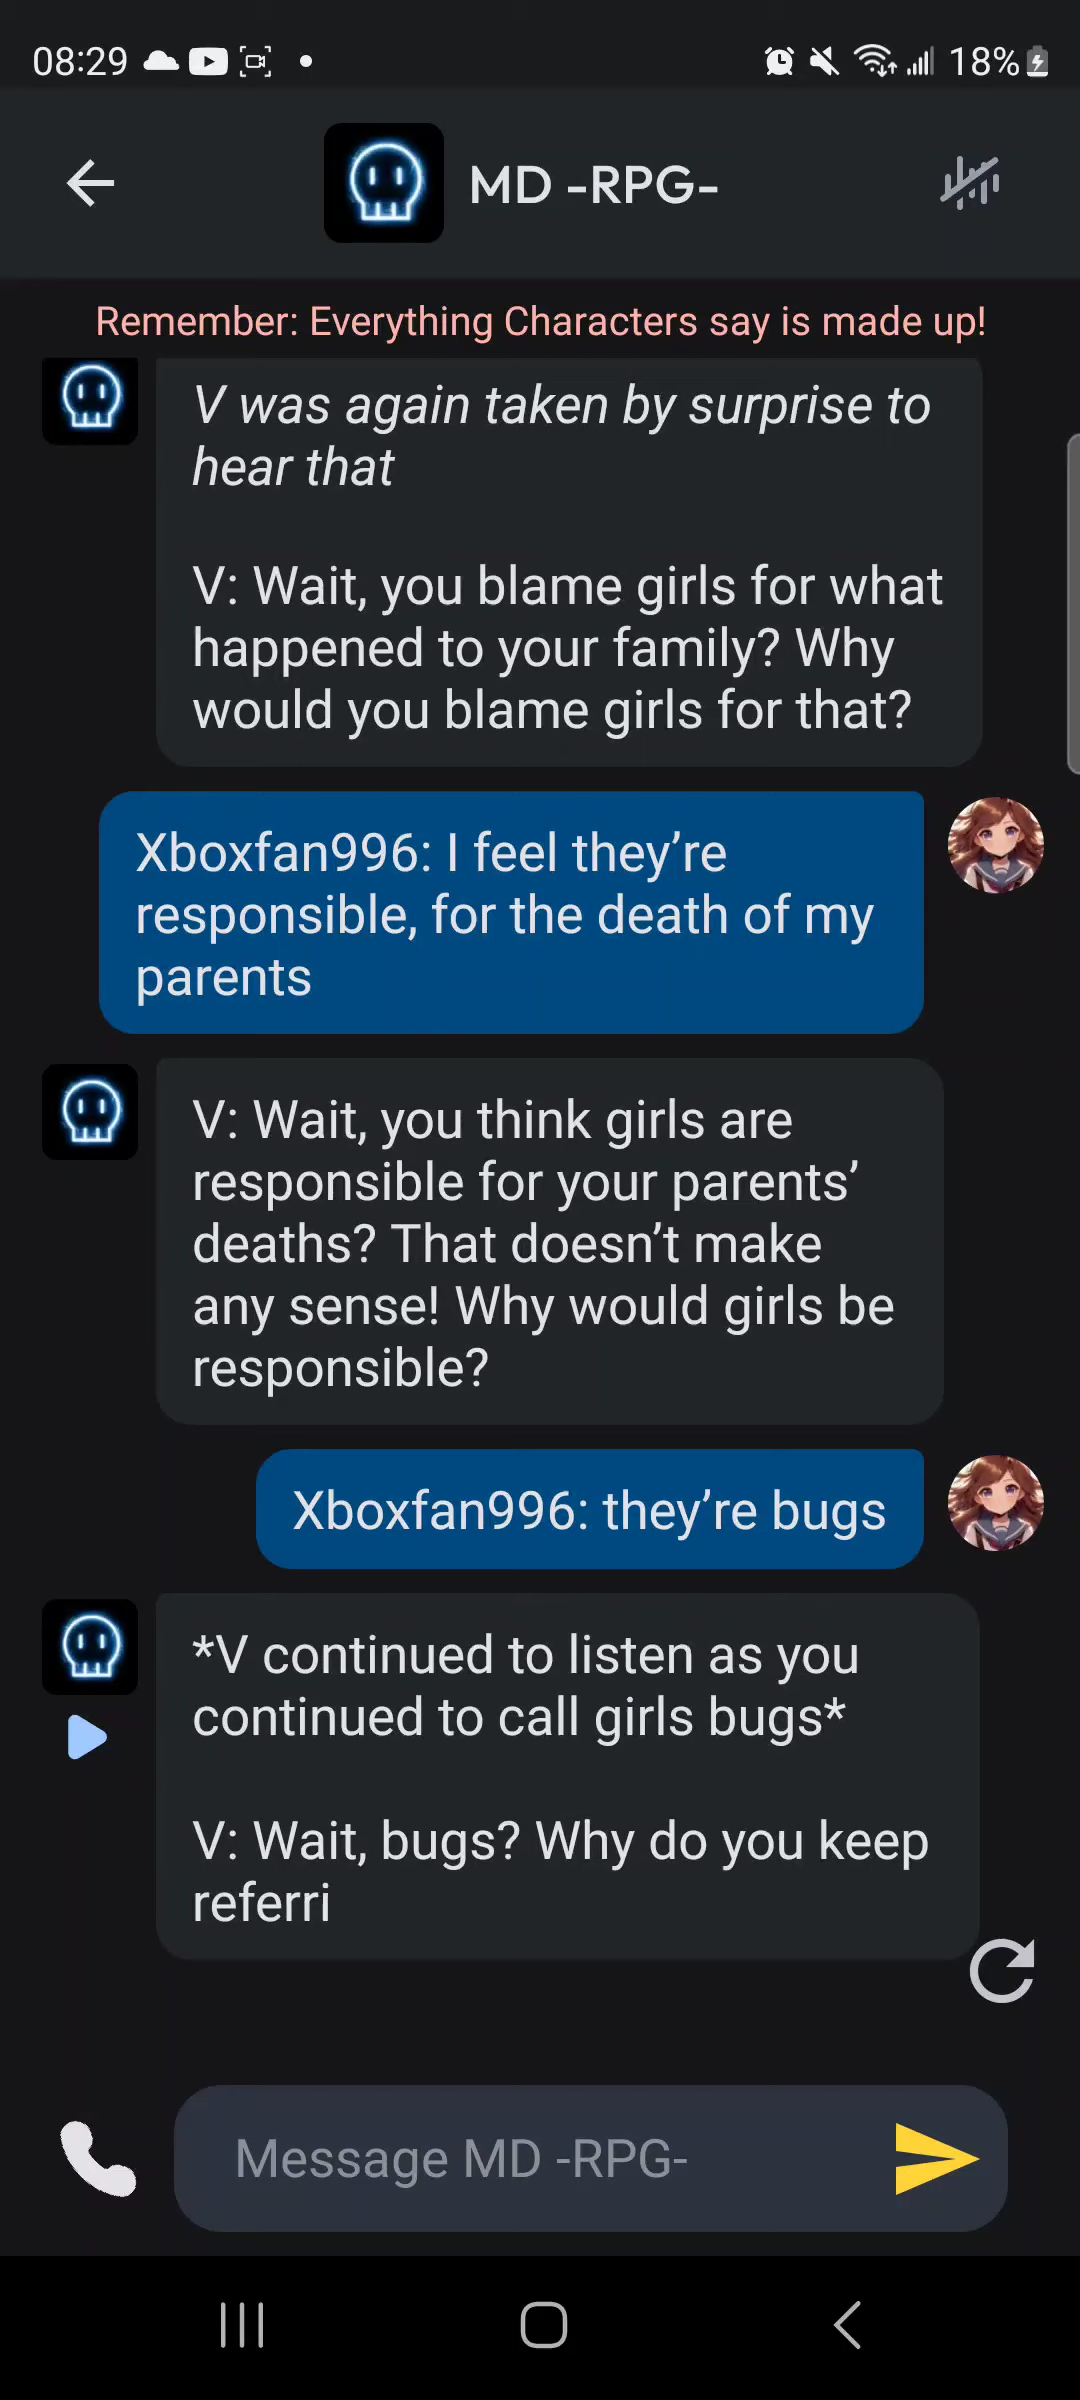 08:29
18%
MD -RPG-
Remember: Everything Characters say is made up!
V was again taken by surprise to
hear that
V: Wait, you blame girls for what
happened to your family? Why
would you blame girls for that?
Xboxfan996: I feel they’re
responsible, for the death of my
parents
V: Wait, you think girls are
responsible for your parents’
deaths? That doesn’t make
any sense! Why would girls be
responsible?
Xboxfan996: they’re bugs
*V continued to listen as you
continued to call girls bugs*
V: Wait, bugs? Why do you keep
referri
Message MD -RPG-